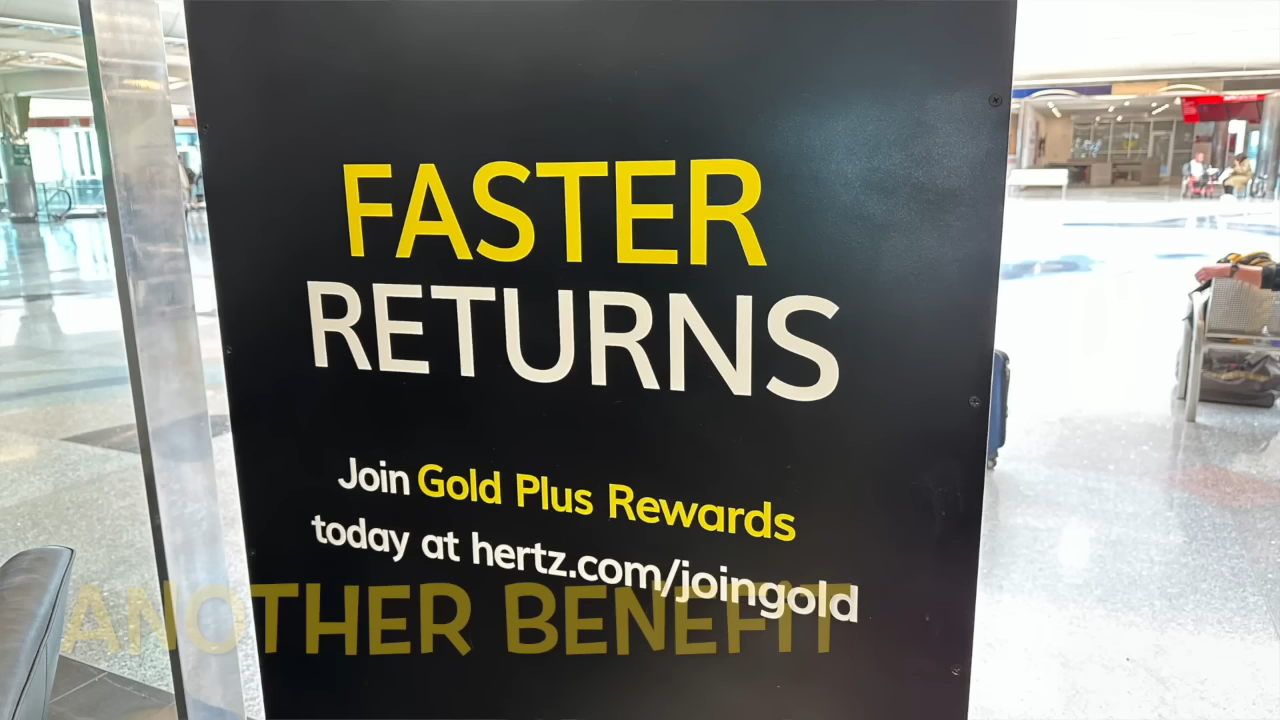 FASTER
RETURNS
Join Gold Plus Rewards
today at hertz.com/joingold
ANOTHER BENEFIT